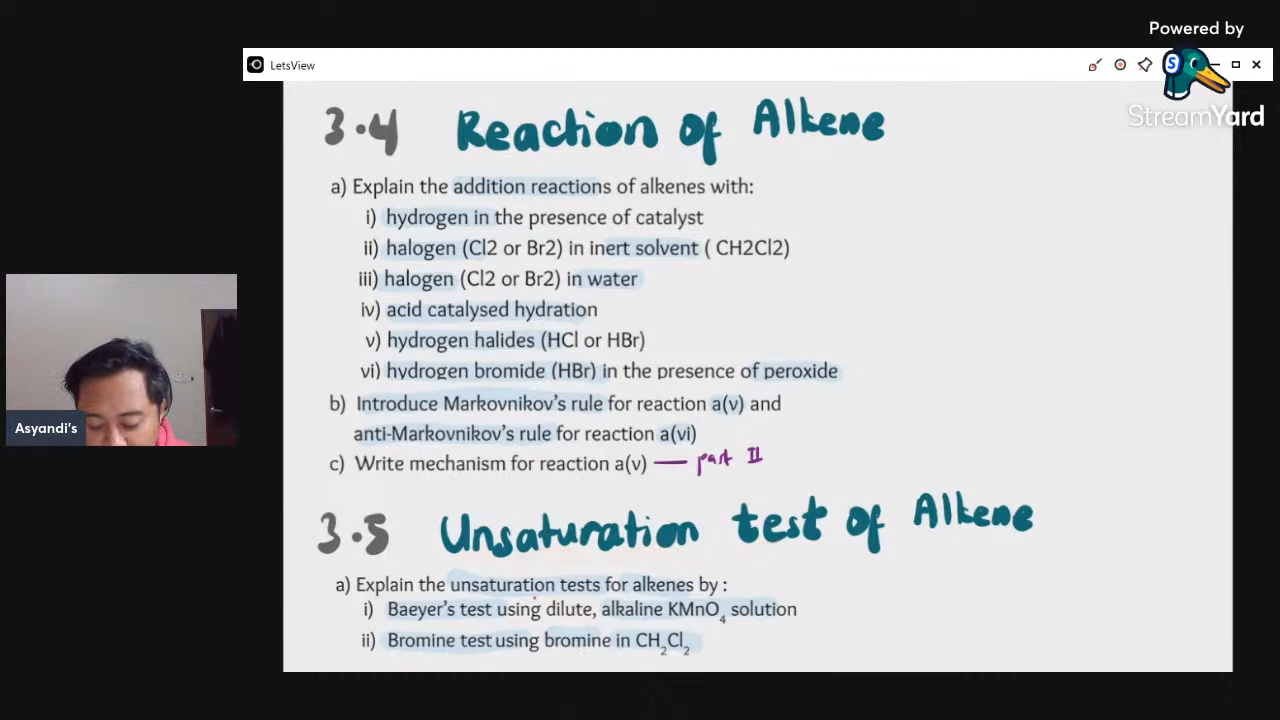 Powered by
StreamYard
LetsView
3.4 Reaction of Alkene
a) Explain the addition reactions of alkenes with:
i) hydrogen in the presence of catalyst
ii) halogen (Cl2 or Br2) in inert solvent ( CH2Cl2)
iii) halogen (Cl2 or Br2) in water
iv) acid catalysed hydration
v) hydrogen halides (HCl or HBr)
vi) hydrogen bromide (HBr) in the presence of peroxide
b) Introduce Markovnikov's rule for reaction a(v) and
anti-Markovnikov's rule for reaction a(vi)
c) Write mechanism for reaction a(v) — part II
Asyandi's
3.5 Unsaturation test of Alkene
a) Explain the unsaturation tests for alkenes by :
i) Baeyer's test using dilute, alkaline KMnO4 solution
ii) Bromine test using bromine in CH2Cl2